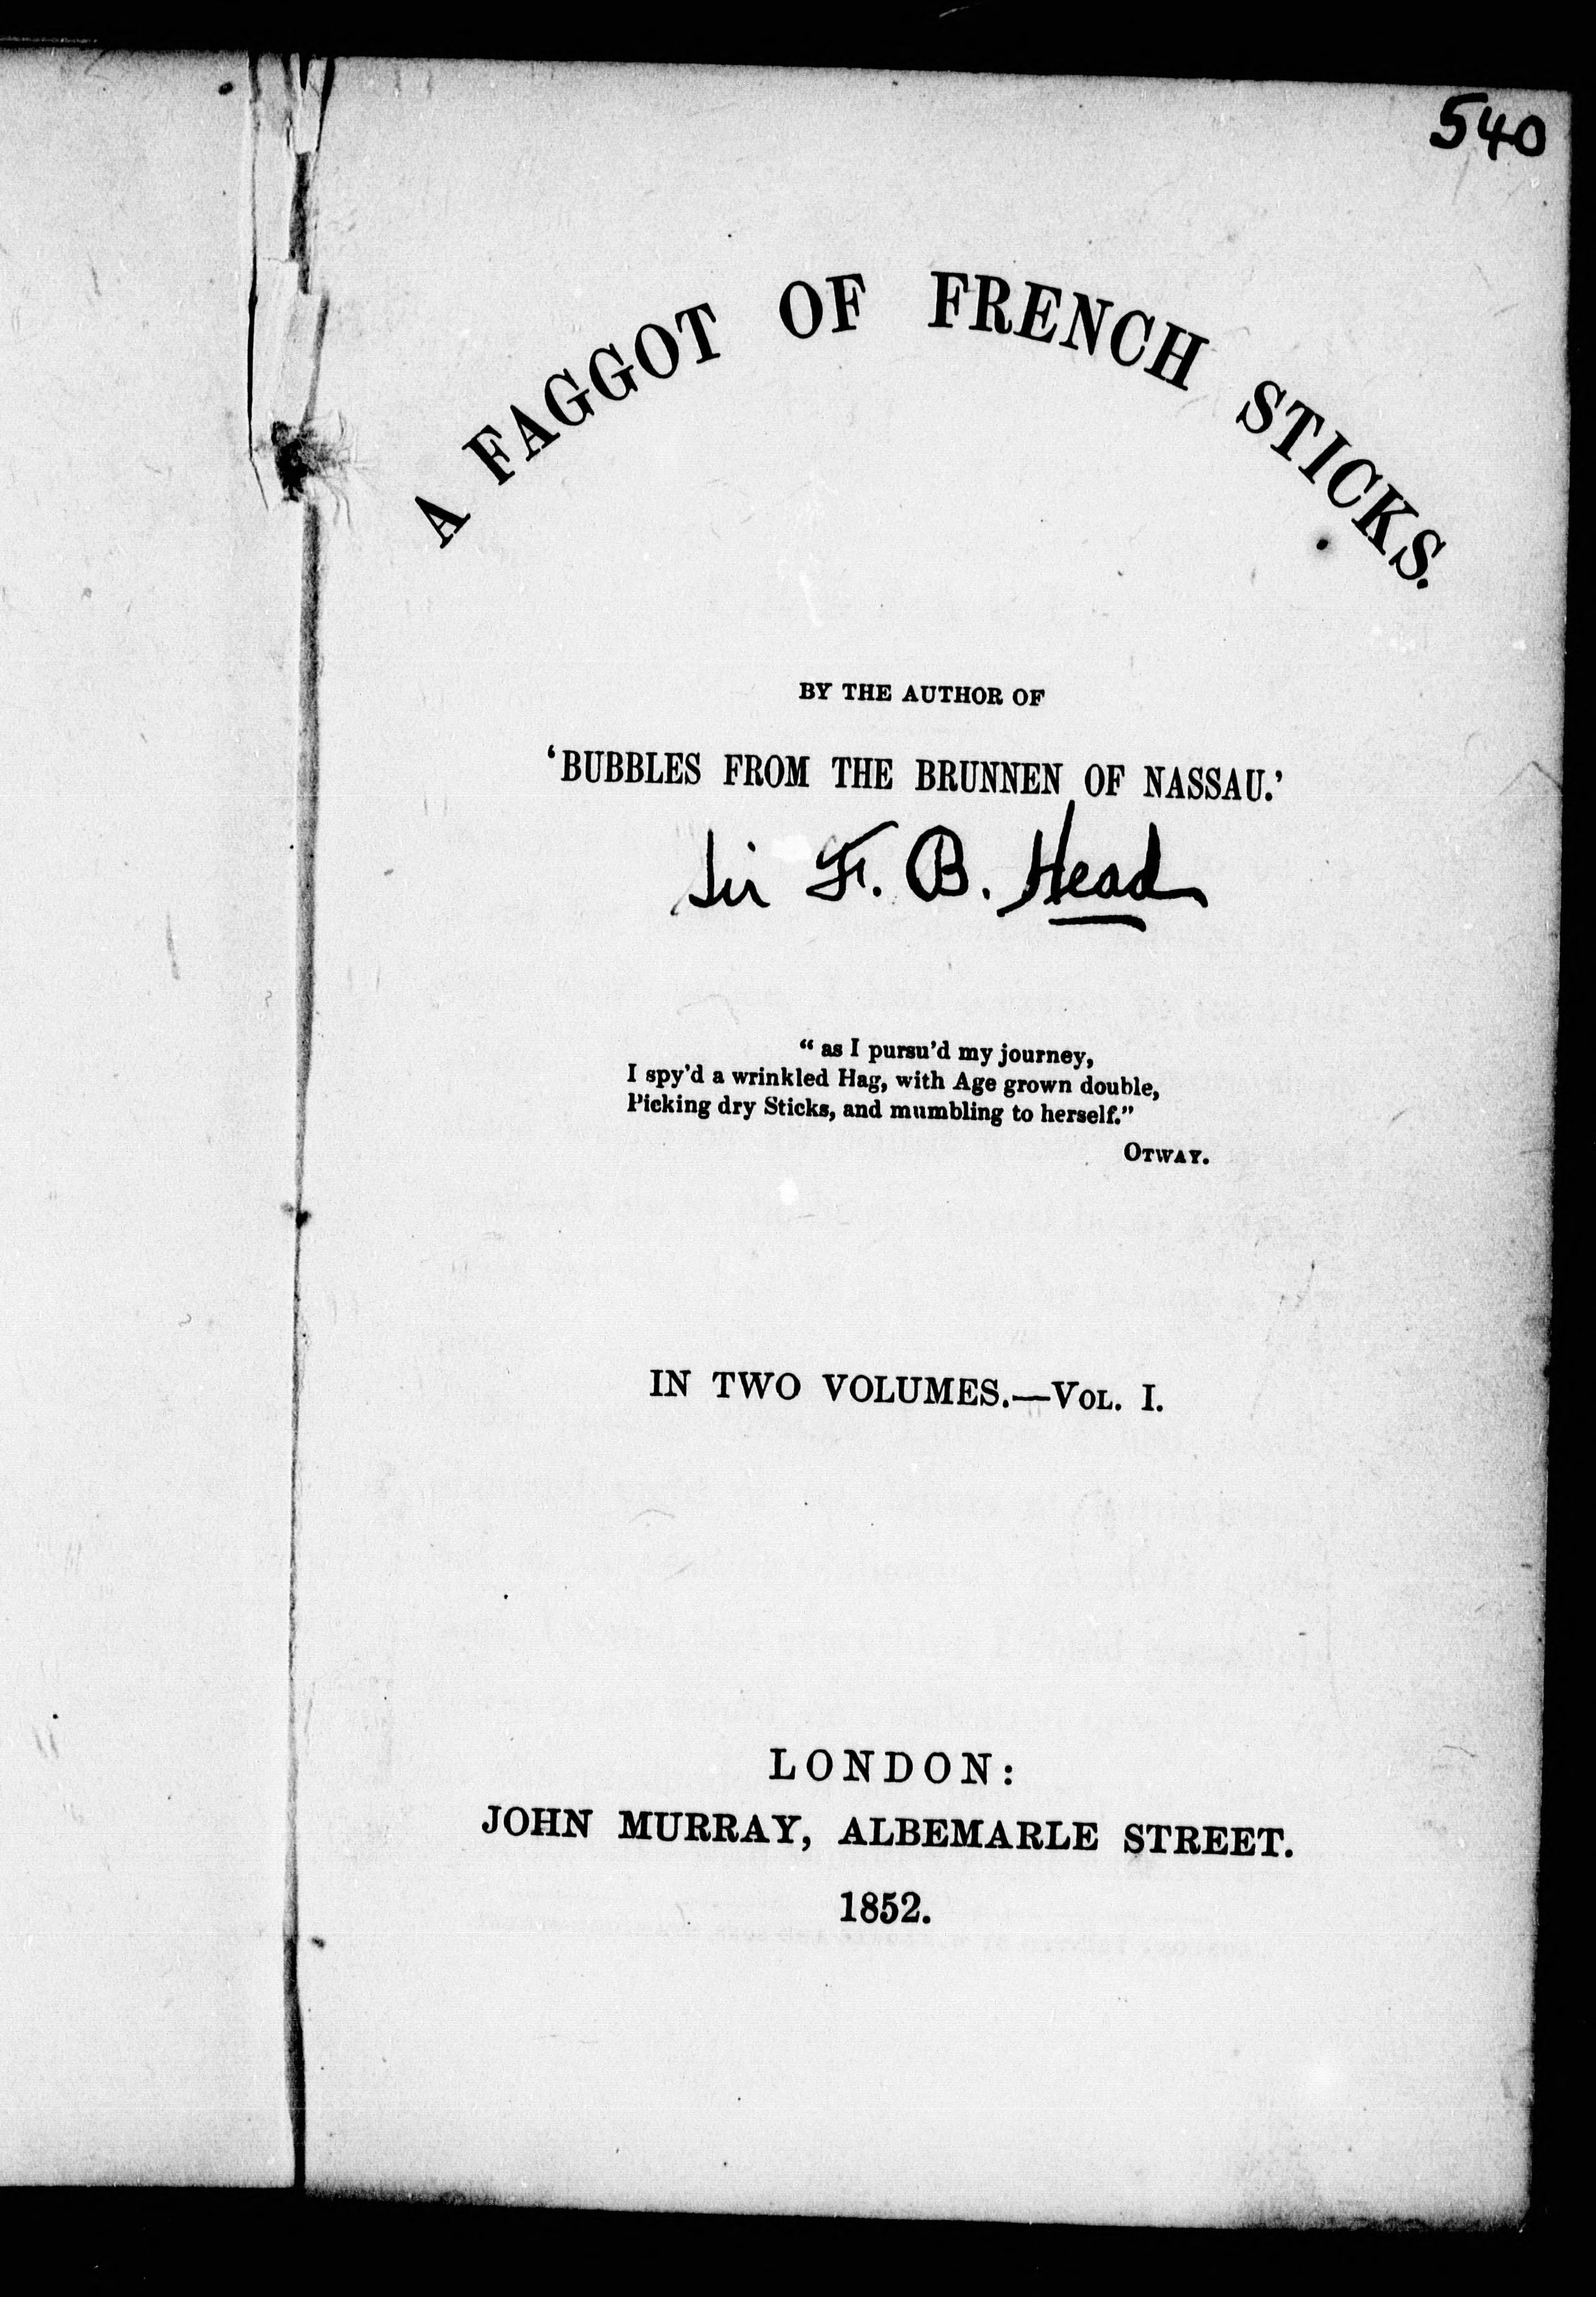 540
A FAGGOT OF FRENCH STICKS.
BY THE AUTHOR OF
‘BUBBLES FROM THE BRUNNEN OF NASSAU.’
Sir F. B. Head
“ as I pursu’d my journey,
I spy’d a wrinkled Hag, with Age grown double,
Picking dry Sticks, and mumbling to herself.”
OTWAY.
IN TWO VOLUMES.—VOL. I.
LONDON:
JOHN MURRAY, ALBEMARLE STREET.
1852.